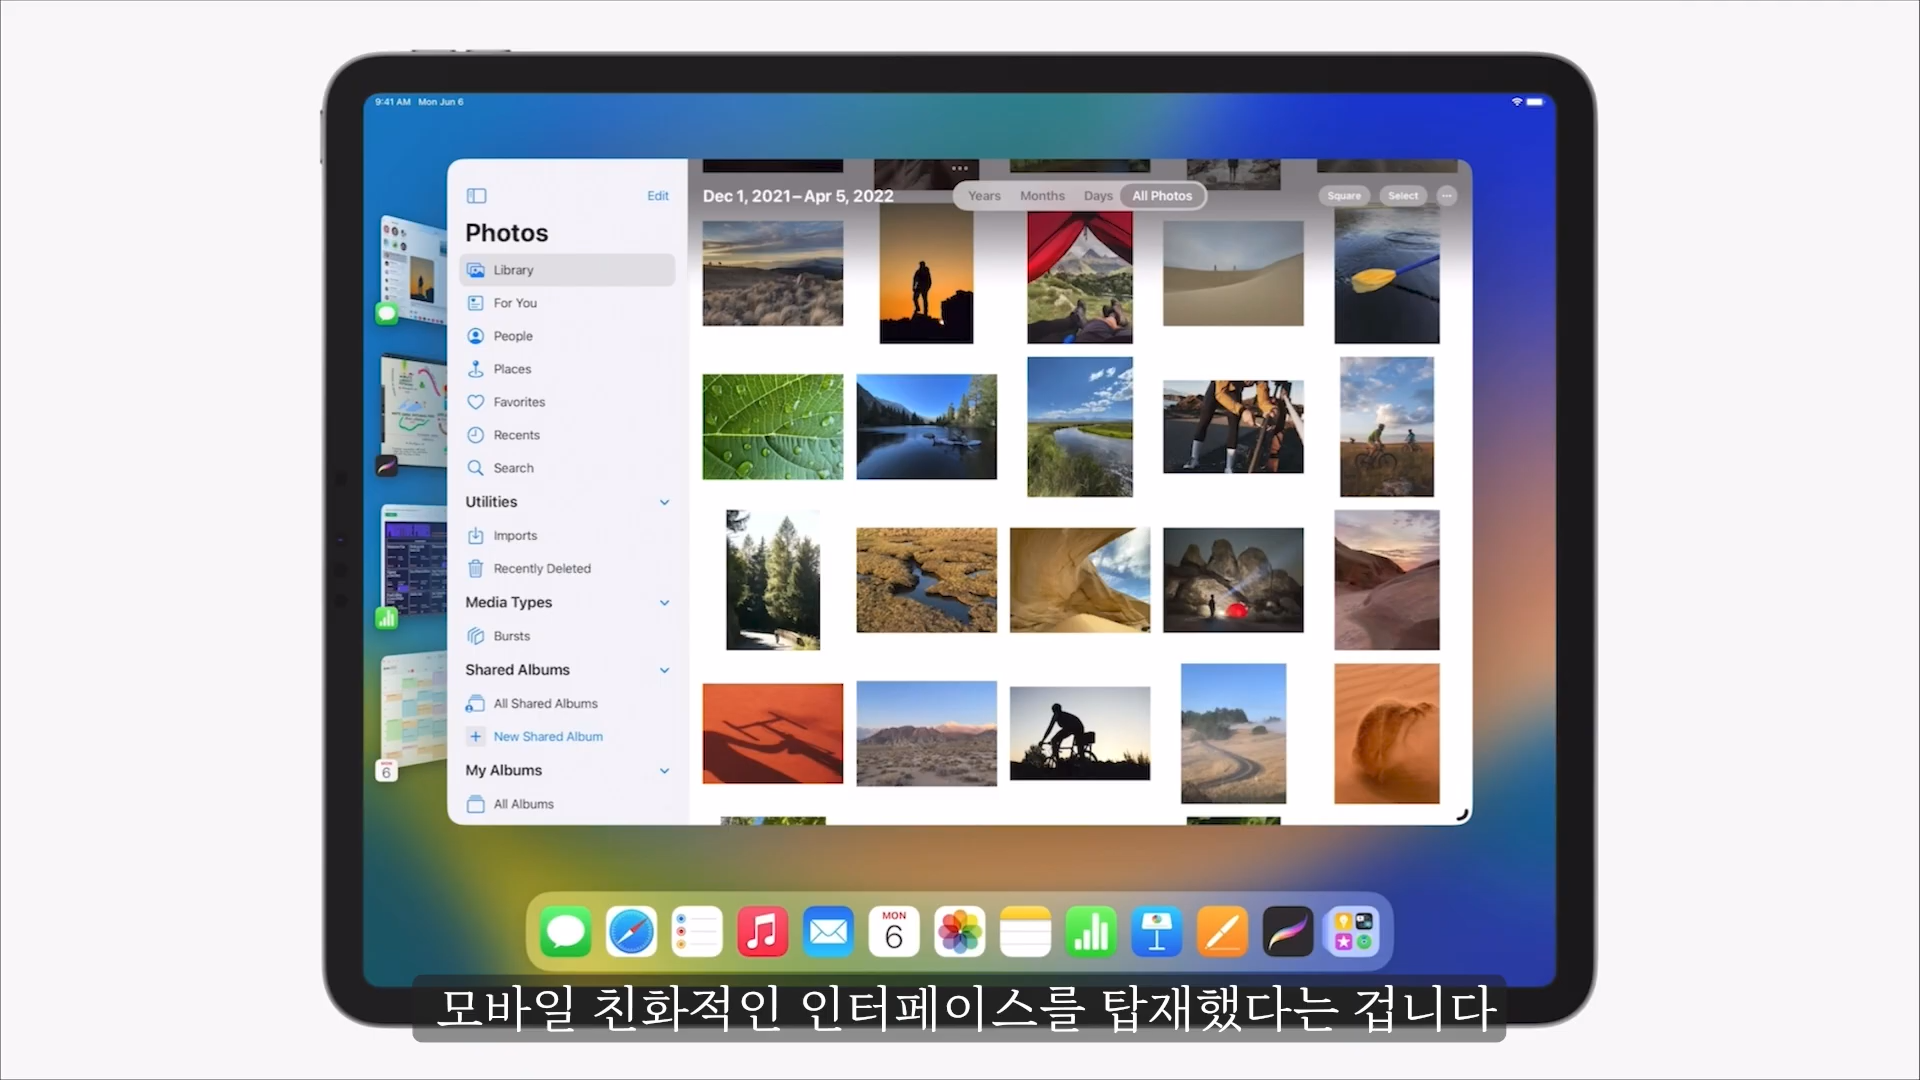 9:41 AM Mon Jun 6
Edit
Photos
Library
For You
People
Places
Favorites
Recents
Search
Utilities
Imports
Recently Deleted
Media Types
Bursts
Shared Albums
All Shared Albums
New Shared Album
My Albums
All Albums
Dec 1, 2021–Apr 5, 2022
Years Months Days All Photos
Square Select
6
MON
6
모바일 친화적인 인터페이스를 탑재했다는 겁니다